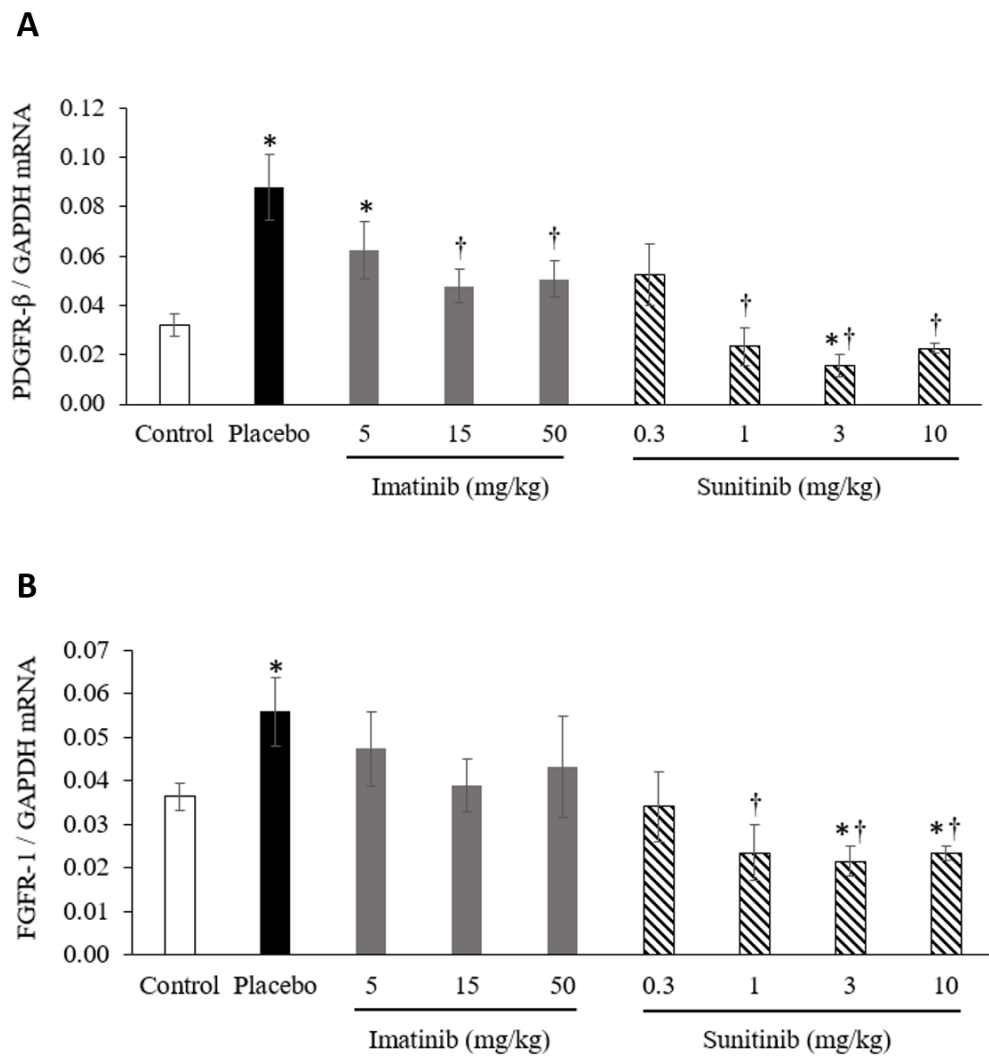 A
PDGFR-β / GAPDH mRNA
0.12
0.10
0.08
0.06
0.04
0.02
0.00
* * † † † *† †
Control Placebo 5 15 50 0.3 1 3 10
Imatinib (mg/kg) Sunitinib (mg/kg)
B
FGFR-1 / GAPDH mRNA
0.07
0.06
0.05
0.04
0.03
0.02
0.01
0.00
* † *† *†
Control Placebo 5 15 50 0.3 1 3 10
Imatinib (mg/kg) Sunitinib (mg/kg)